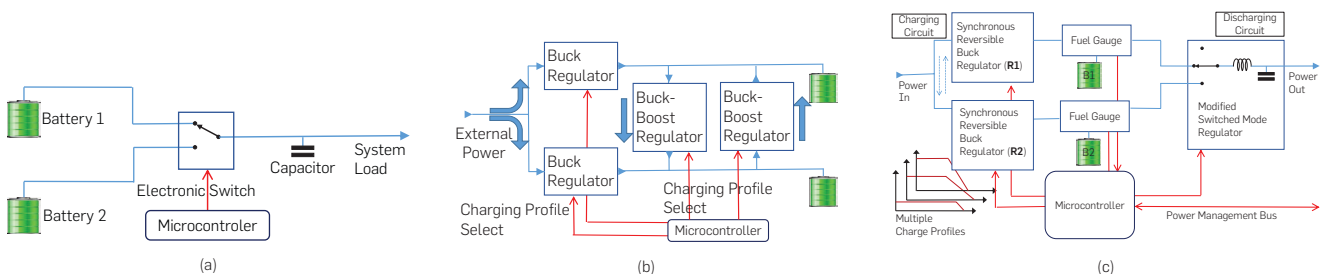 Battery 1
Battery 2
Electronic Switch
Microcontroler
Capacitor
System
Load
(a)
External
Power
Buck
Regulator
Buck
Regulator
Buck-
Boost
Regulator
Buck-
Boost
Regulator
Charging Profile
Select
Charging Profile
Select
Microcontroller
(b)
Charging
Circuit
Synchronous
Reversible
Buck
Regulator (R1)
Fuel Gauge
B1
Discharging
Circuit
Power
In
Power
Out
Synchronous
Reversible
Buck
Regulator (R2)
Fuel Gauge
B2
Modified
Switched Mode
Regulator
Multiple
Charge Profiles
Microcontroller
Power Management Bus
(c)